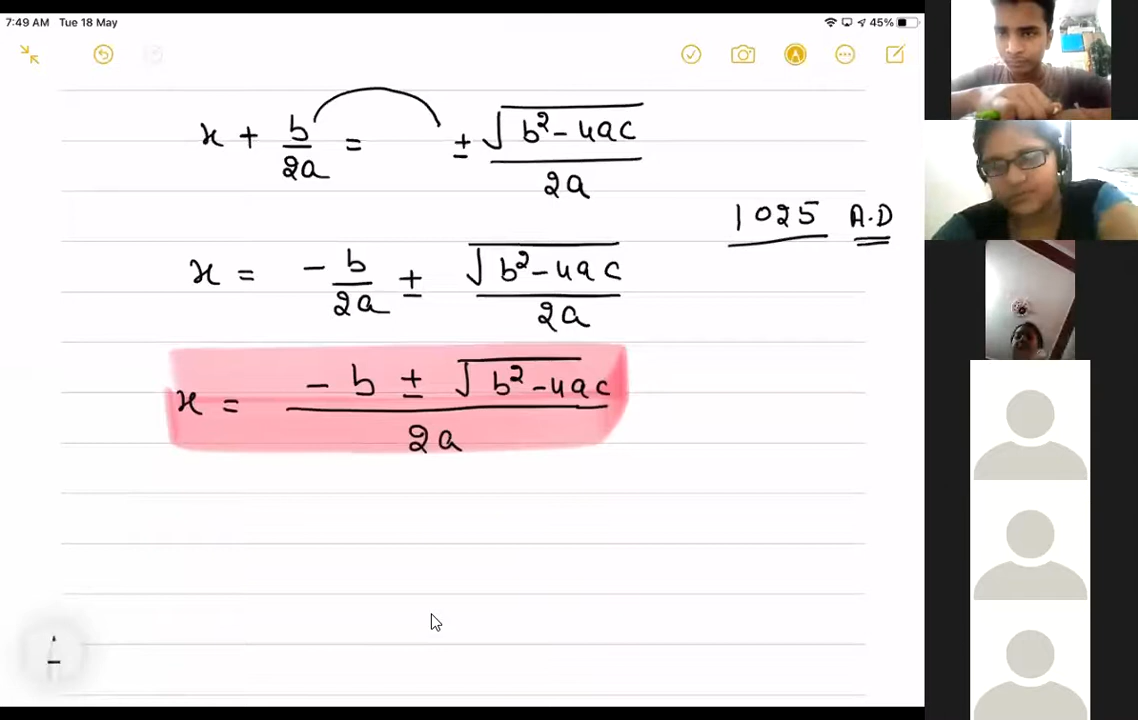 7:49 AM Tue 18 May 45%
x + b/2a = ± √(b² - 4ac)/2a
1025 A.D
x = - b/2a ± √(b² - 4ac)/2a
x = (- b ± √(b² - 4ac))/2a